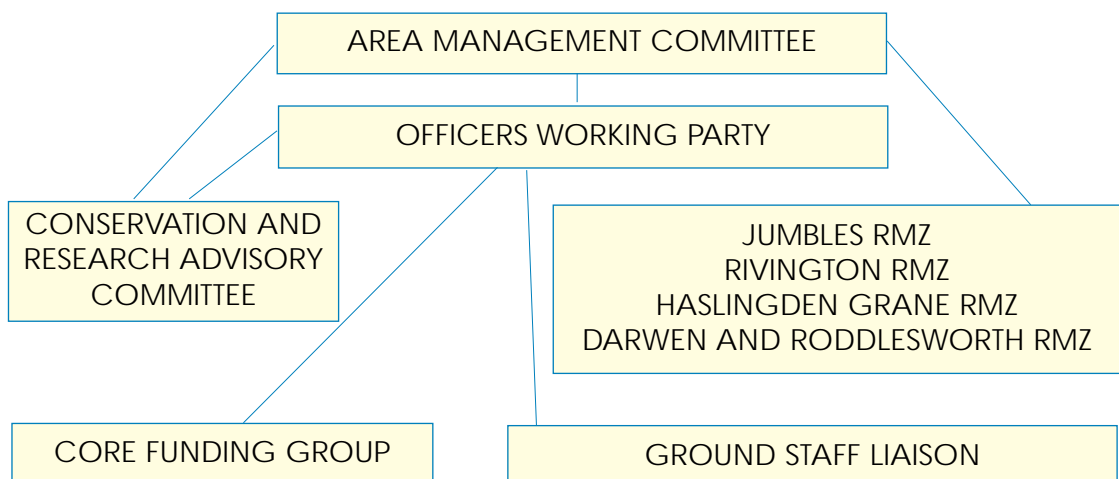 AREA MANAGEMENT COMMITTEE
OFFICERS WORKING PARTY
CONSERVATION AND
RESEARCH ADVISORY
COMMITTEE
JUMBLES RMZ
RIVINGTON RMZ
HASLINGDEN GRANE RMZ
DARWEN AND RODDLESWORTH RMZ
CORE FUNDING GROUP
GROUND STAFF LIAISON